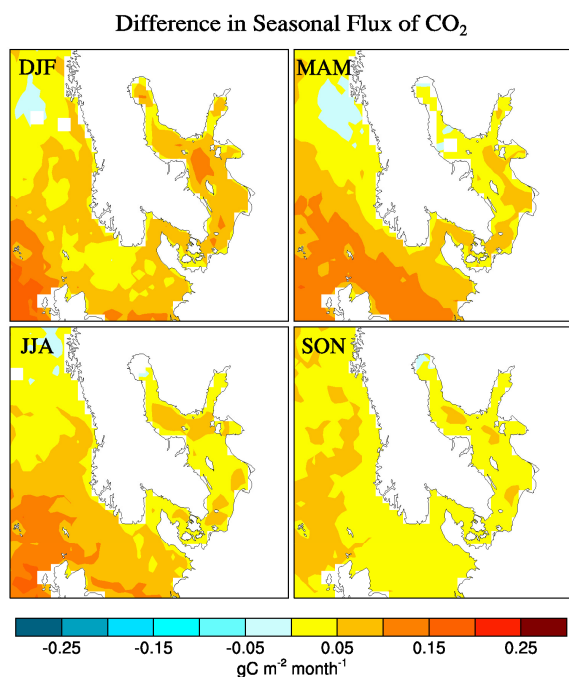 Difference in Seasonal Flux of CO₂
DJF
MAM
JJA
SON
-0.25 -0.15 -0.05 0.05 0.15 0.25
gC m⁻² month⁻¹